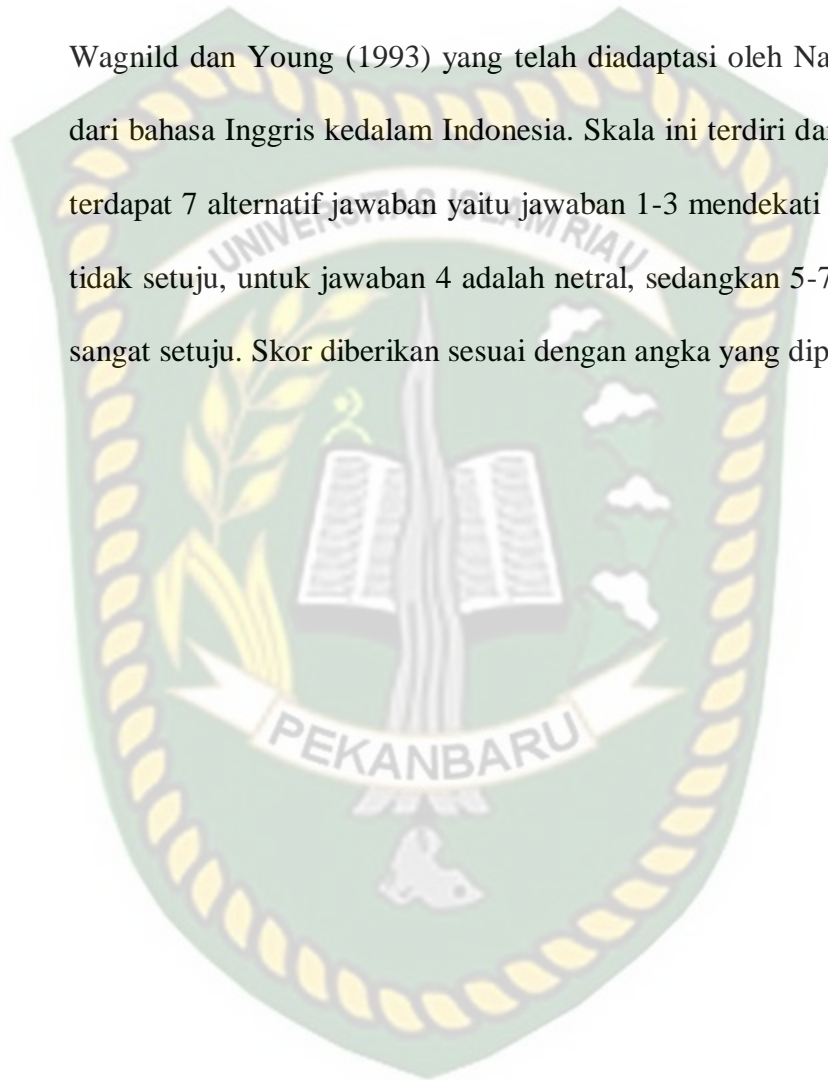 Wagnild dan Young (1993) yang telah diadaptasi oleh Na
dari bahasa Inggris kedalam Indonesia. Skala ini terdiri dar
terdapat 7 alternatif jawaban yaitu jawaban 1-3 mendekati
tidak setuju, untuk jawaban 4 adalah netral, sedangkan 5-7
sangat setuju. Skor diberikan sesuai dengan angka yang dip
UNIVERSITAS ISLAM RIAU
PEKANBARU